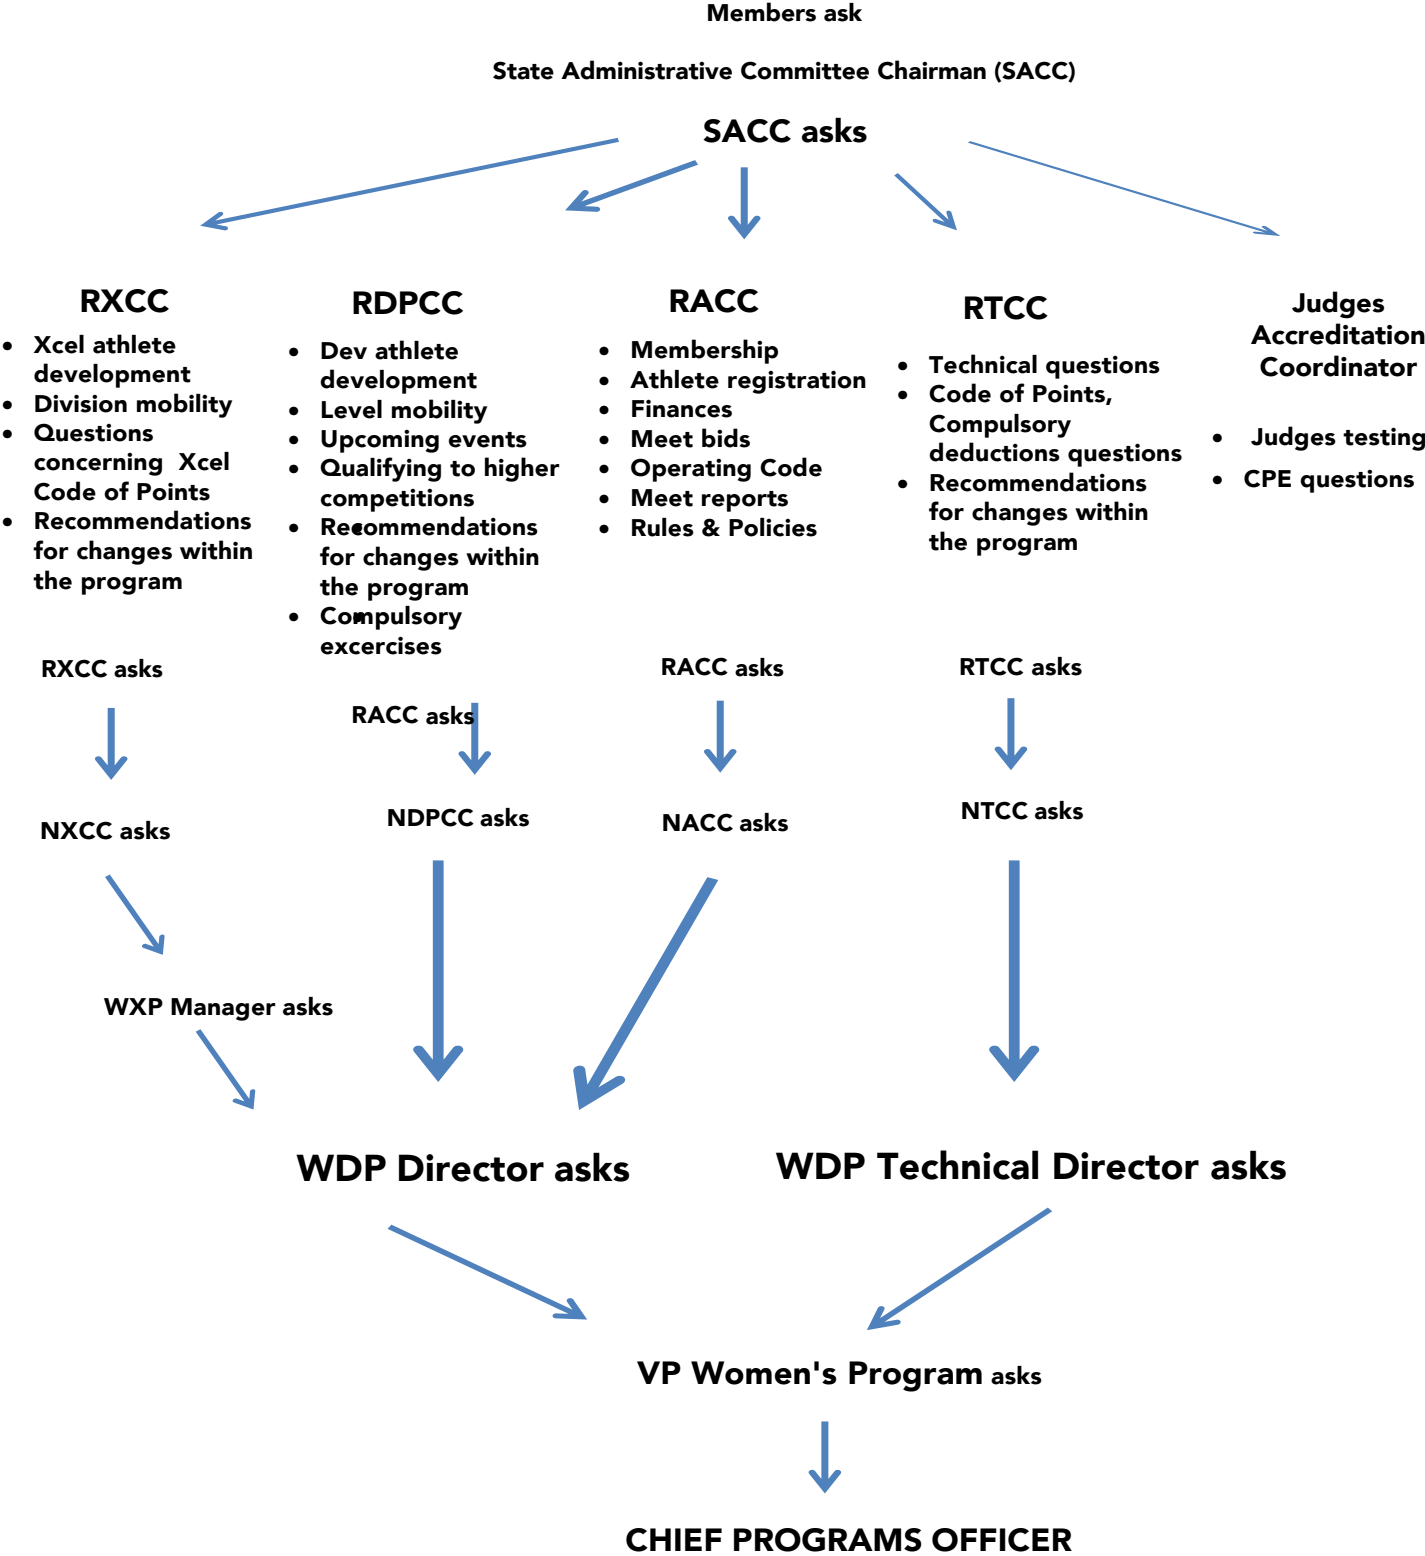 Members ask
State Administrative Committee Chairman (SACC)
SACC asks
RXCC
• Xcel athlete
development
• Division mobility
• Questions
concerning Xcel
Code of Points
• Recommendations
for changes within
the program
RDPCC
• Dev athlete
development
• Level mobility
• Upcoming events
• Qualifying to higher
competitions
• Recommendations
for changes within
the program
• Compulsory
excercises
RACC
• Membership
• Athlete registration
• Finances
• Meet bids
• Operating Code
• Meet reports
• Rules & Policies
RTCC
• Technical questions
• Code of Points,
Compulsory
deductions questions
• Recommendations
for changes within
the program
Judges
Accreditation
Coordinator
• Judges testing
• CPE questions
RXCC asks
RACC asks
RACC asks
RTCC asks
NXCC asks
NDPCC asks
NACC asks
NTCC asks
WXP Manager asks
WDP Director asks
WDP Technical Director asks
VP Women's Program asks
CHIEF PROGRAMS OFFICER